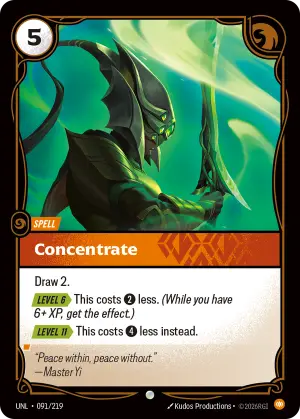 5
SPELL
Concentrate
Draw 2.
LEVEL 6 This costs 2 less. (While you have
6+ XP, get the effect.)
LEVEL 11 This costs 4 less instead.
"Peace within, peace without."
—Master Yi
UNL • 091/219
Kudos Productions • ©2026RGI